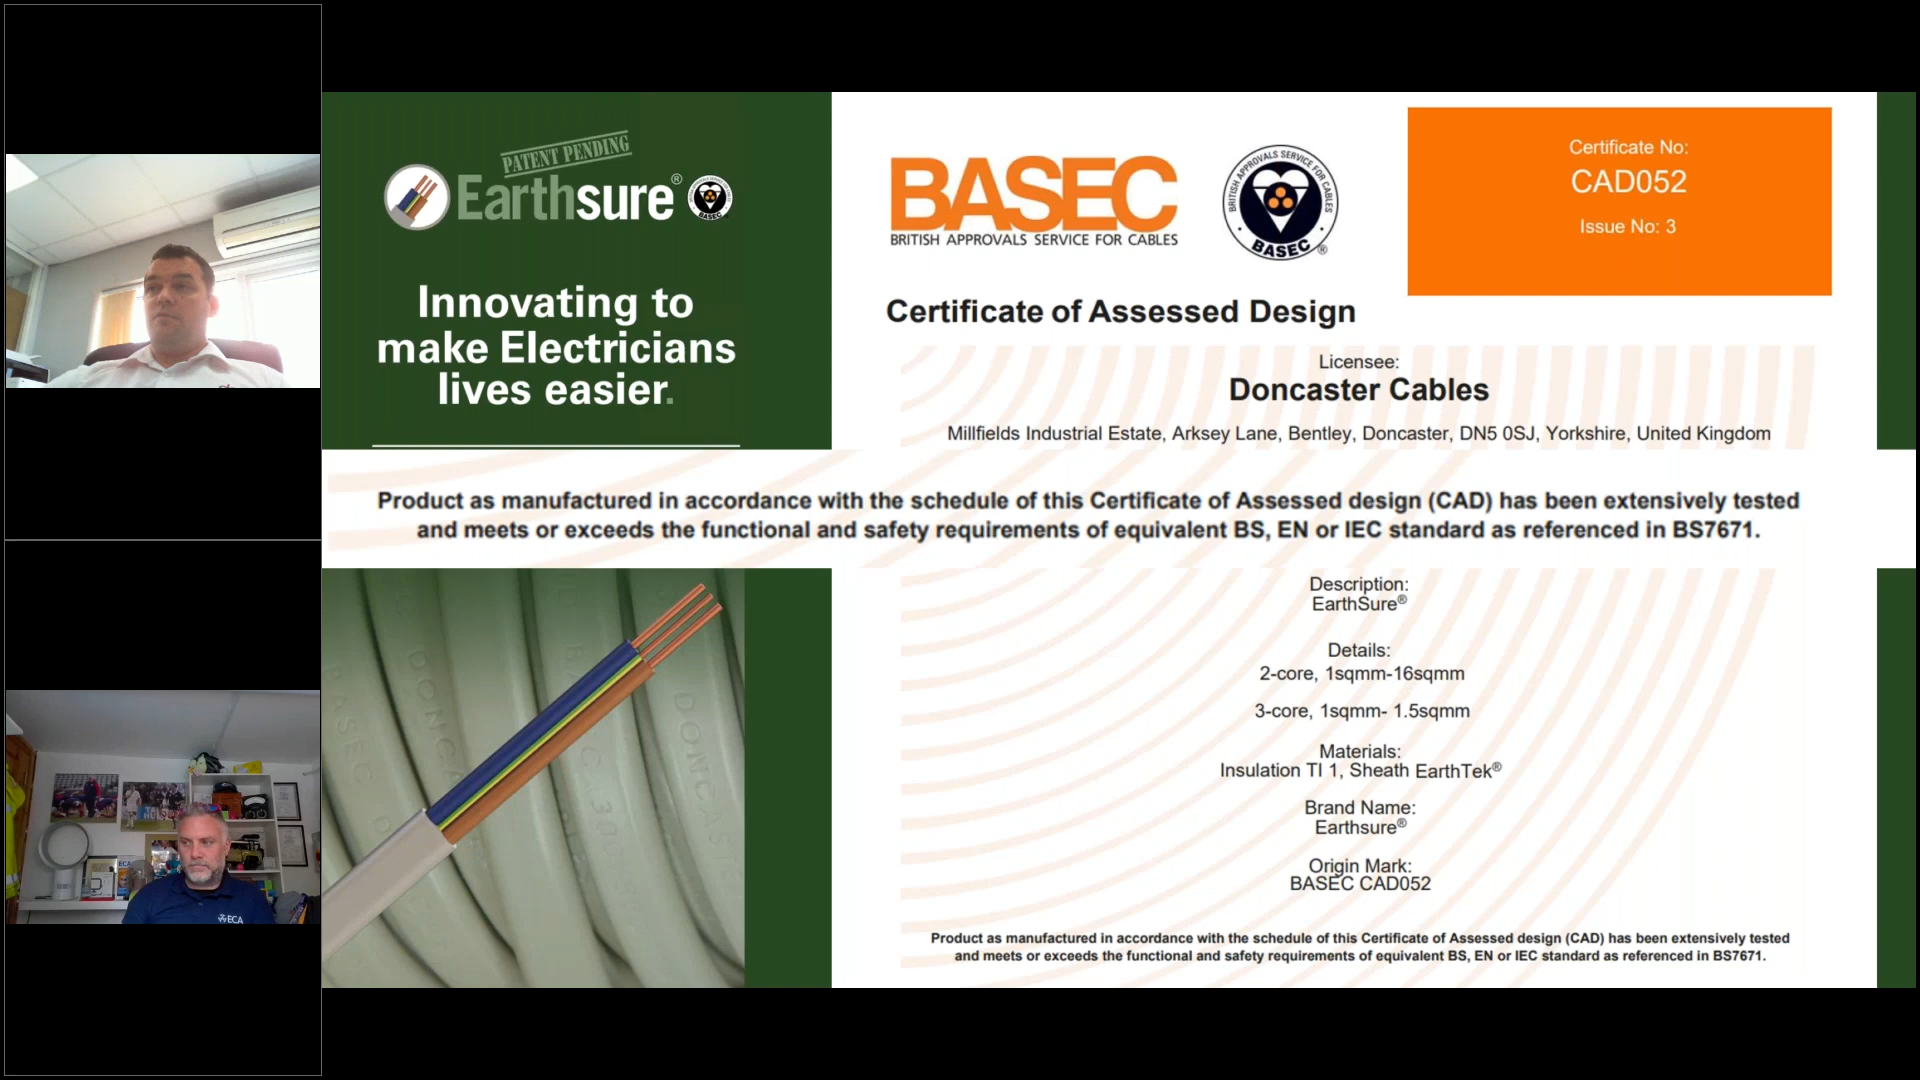 PATENT PENDING
Earthsure®
BASEC
Innovating to
make Electricians
lives easier.
BASEC
BRITISH APPROVALS SERVICE FOR CABLES
BRITISH APPROVALS SERVICE FOR CABLES
BASEC®
Certificate No:
CAD052
Issue No: 3
Certificate of Assessed Design
Licensee:
Doncaster Cables
Millfields Industrial Estate, Arksey Lane, Bentley, Doncaster, DN5 0SJ, Yorkshire, United Kingdom
Product as manufactured in accordance with the schedule of this Certificate of Assessed design (CAD) has been extensively tested
and meets or exceeds the functional and safety requirements of equivalent BS, EN or IEC standard as referenced in BS7671.
Description:
EarthSure®
Details:
2-core, 1sqmm-16sqmm
3-core, 1sqmm- 1.5sqmm
Materials:
Insulation TI 1, Sheath EarthTek®
Brand Name:
Earthsure®
Origin Mark:
BASEC CAD052
Product as manufactured in accordance with the schedule of this Certificate of Assessed design (CAD) has been extensively tested
and meets or exceeds the functional and safety requirements of equivalent BS, EN or IEC standard as referenced in BS7671.
BASEC
DONCASTE
ECA
ECA